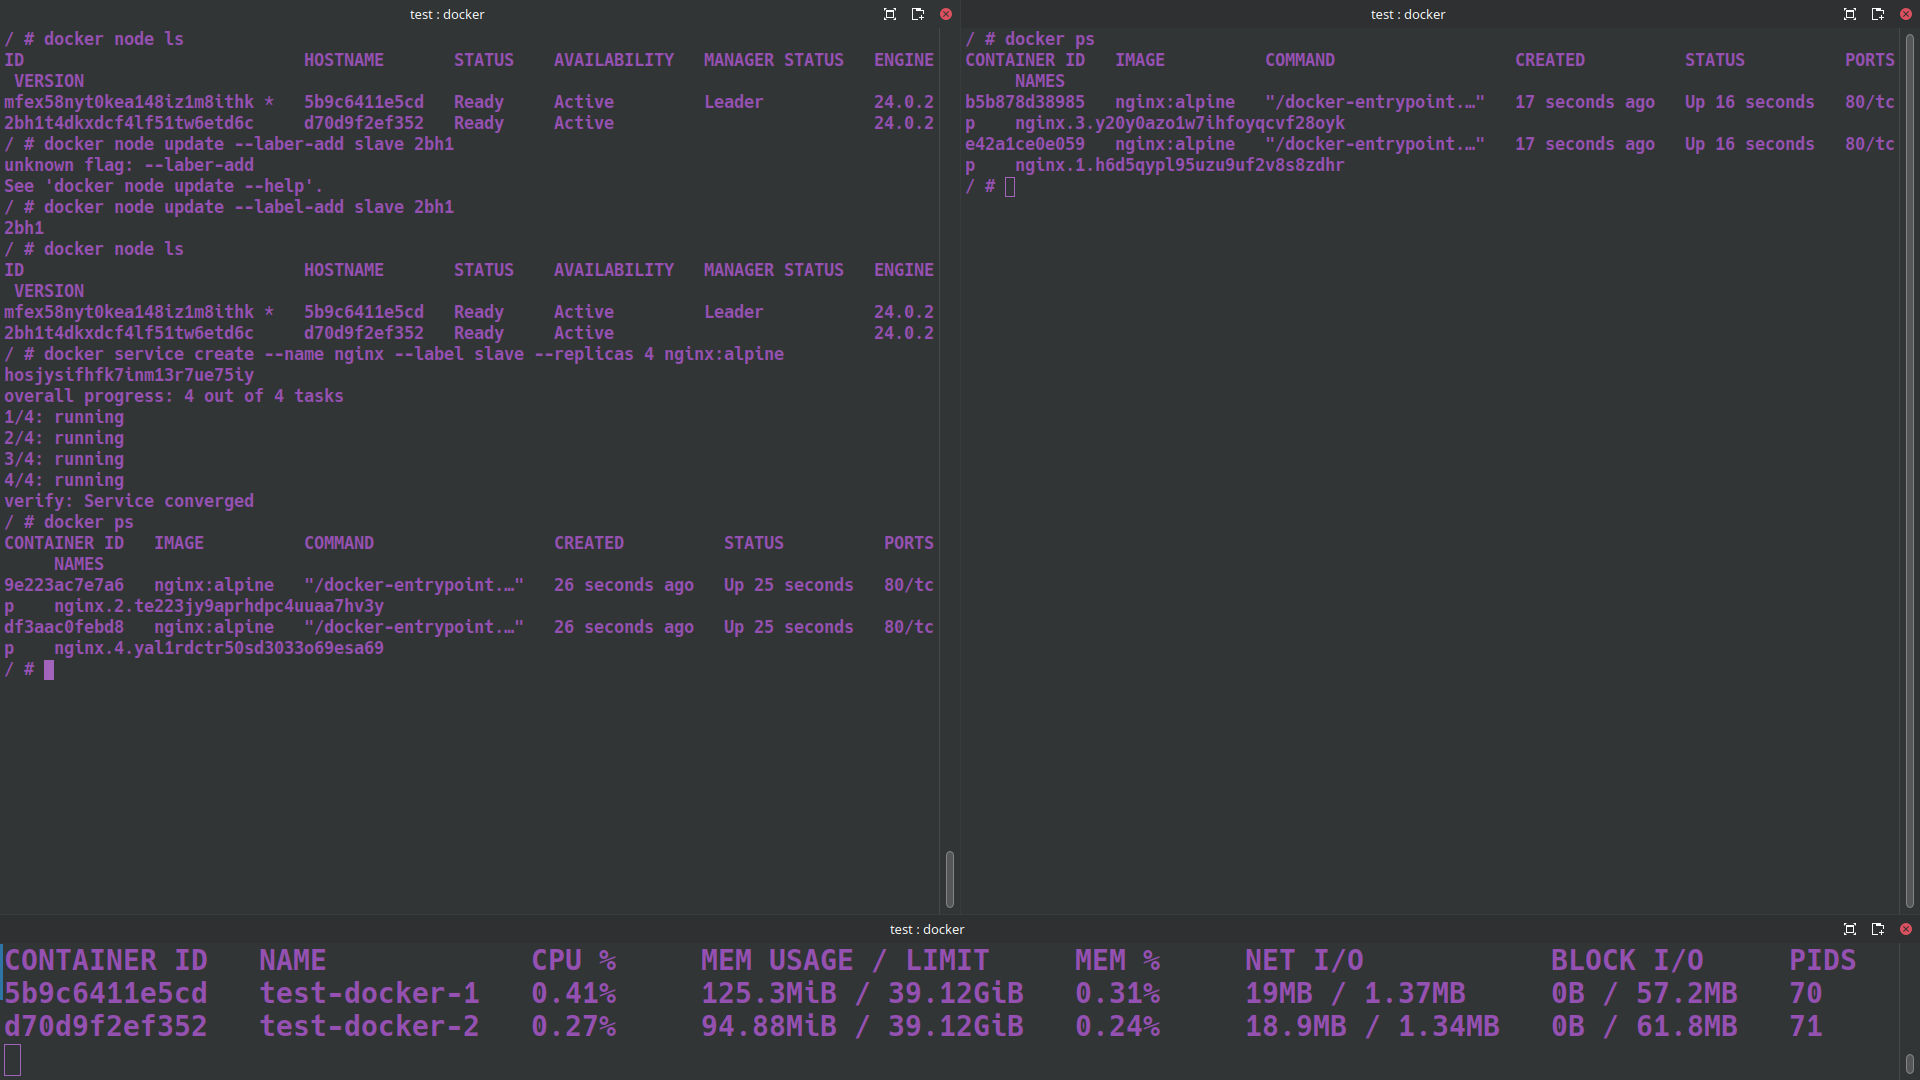 test : docker
/ # docker node ls
ID                            HOSTNAME       STATUS    AVAILABILITY   MANAGER STATUS   ENGINE
 VERSION
mfex58nyt0kea148iz1m8ithk *   5b9c6411e5cd   Ready     Active         Leader           24.0.2
2bh1t4dkxdcf4lf51tw6etd6c     d70d9f2ef352   Ready     Active                          24.0.2
/ # docker node update --laber-add slave 2bh1
unknown flag: --laber-add
See 'docker node update --help'.
/ # docker node update --label-add slave 2bh1
2bh1
/ # docker node ls
ID                            HOSTNAME       STATUS    AVAILABILITY   MANAGER STATUS   ENGINE
 VERSION
mfex58nyt0kea148iz1m8ithk *   5b9c6411e5cd   Ready     Active         Leader           24.0.2
2bh1t4dkxdcf4lf51tw6etd6c     d70d9f2ef352   Ready     Active                          24.0.2
/ # docker service create --name nginx --label slave --replicas 4 nginx:alpine
hosjysifhfk7inm13r7ue75iy
overall progress: 4 out of 4 tasks
1/4: running
2/4: running
3/4: running
4/4: running
verify: Service converged
/ # docker ps
CONTAINER ID   IMAGE          COMMAND                  CREATED          STATUS          PORTS
     NAMES
9e223ac7e7a6   nginx:alpine   "/docker-entrypoint.…"   26 seconds ago   Up 25 seconds   80/tc
p    nginx.2.te223jy9aprhdpc4uuaa7hv3y
df3aac0febd8   nginx:alpine   "/docker-entrypoint.…"   26 seconds ago   Up 25 seconds   80/tc
p    nginx.4.yal1rdctr50sd3033o69esa69
/ #
test : docker
/ # docker ps
CONTAINER ID   IMAGE          COMMAND                  CREATED          STATUS          PORTS
     NAMES
b5b878d38985   nginx:alpine   "/docker-entrypoint.…"   17 seconds ago   Up 16 seconds   80/tc
p    nginx.3.y20y0azo1w7ihfoyqcvf28oyk
e42a1ce0e059   nginx:alpine   "/docker-entrypoint.…"   17 seconds ago   Up 16 seconds   80/tc
p    nginx.1.h6d5qypl95uzu9uf2v8s8zdhr
/ #
test : docker
CONTAINER ID   NAME            CPU %     MEM USAGE / LIMIT     MEM %     NET I/O           BLOCK I/O     PIDS
5b9c6411e5cd   test-docker-1   0.41%     125.3MiB / 39.12GiB   0.31%     19MB / 1.37MB     0B / 57.2MB   70
d70d9f2ef352   test-docker-2   0.27%     94.88MiB / 39.12GiB   0.24%     18.9MB / 1.34MB   0B / 61.8MB   71